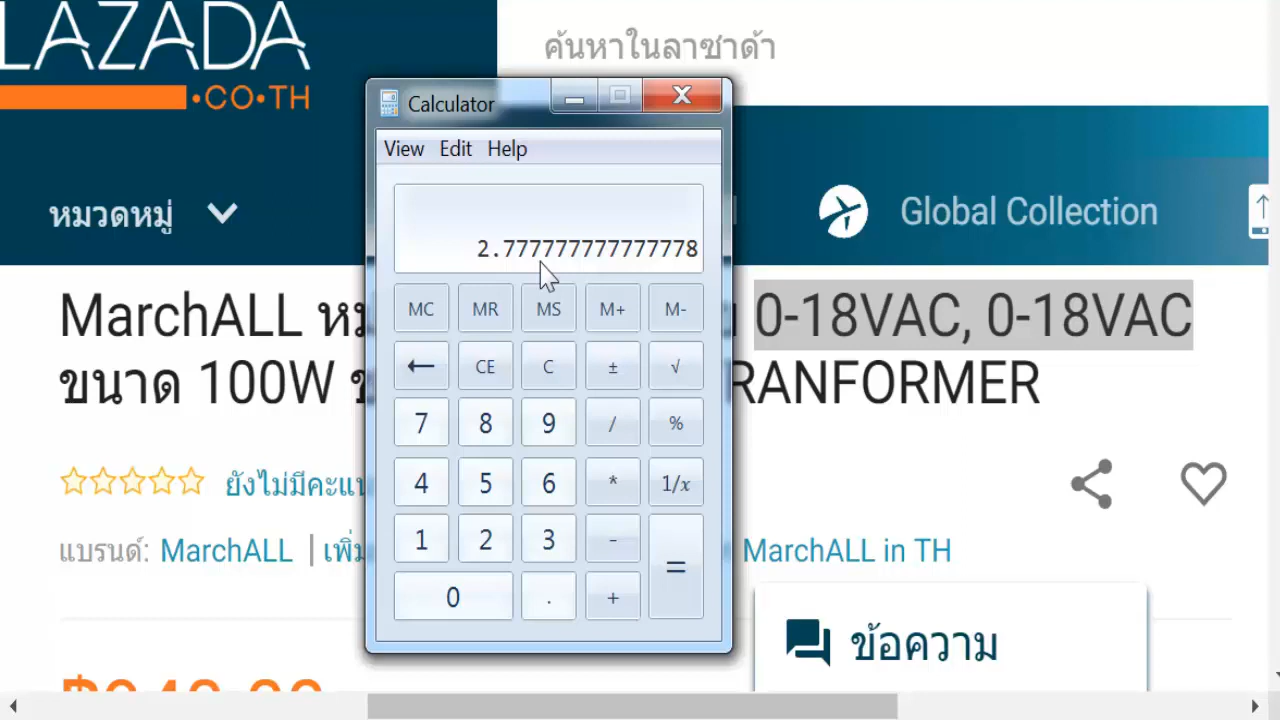 LAZADA
•CO•TH
ค้นหาในลาซาด้า
หมวดหมู่
Global Collection
Calculator
View Edit Help
2.777777777777778
MC MR MS M+ M-
← CE C ± √
7 8 9 / %
4 5 6 * 1/x
1 2 3 - =
0 . +
MarchALL 0-18VAC, 0-18VAC
ขนาด 100W RANFORMER
ยังไม่มีคะแน
แบรนด์: MarchALL | เพิ่ม MarchALL in TH
ข้อความ